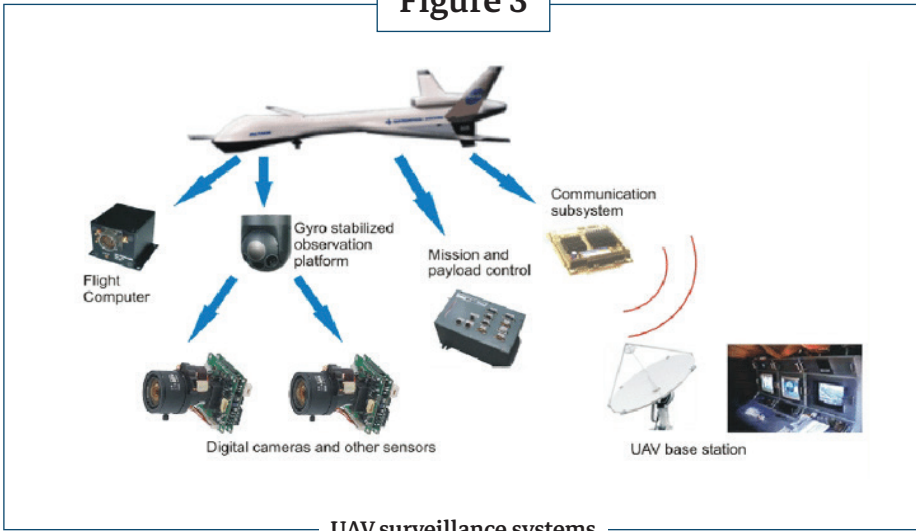 Figure 3
Communication
subsystem
Gyro stabilized
observation
platform
Mission and
payload control
Flight
Computer
Digital cameras and other sensors
UAV base station
UAV surveillance systems